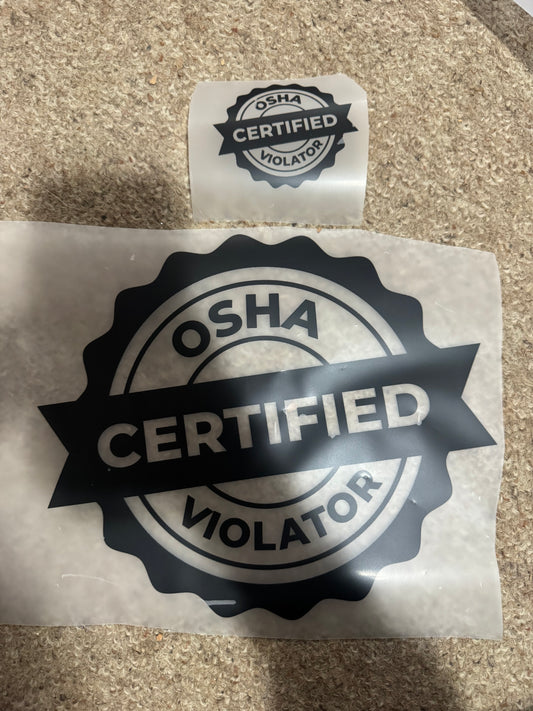 OSHA
CERTIFIED
VIOLATOR
OSHA
CERTIFIED
VIOLATOR